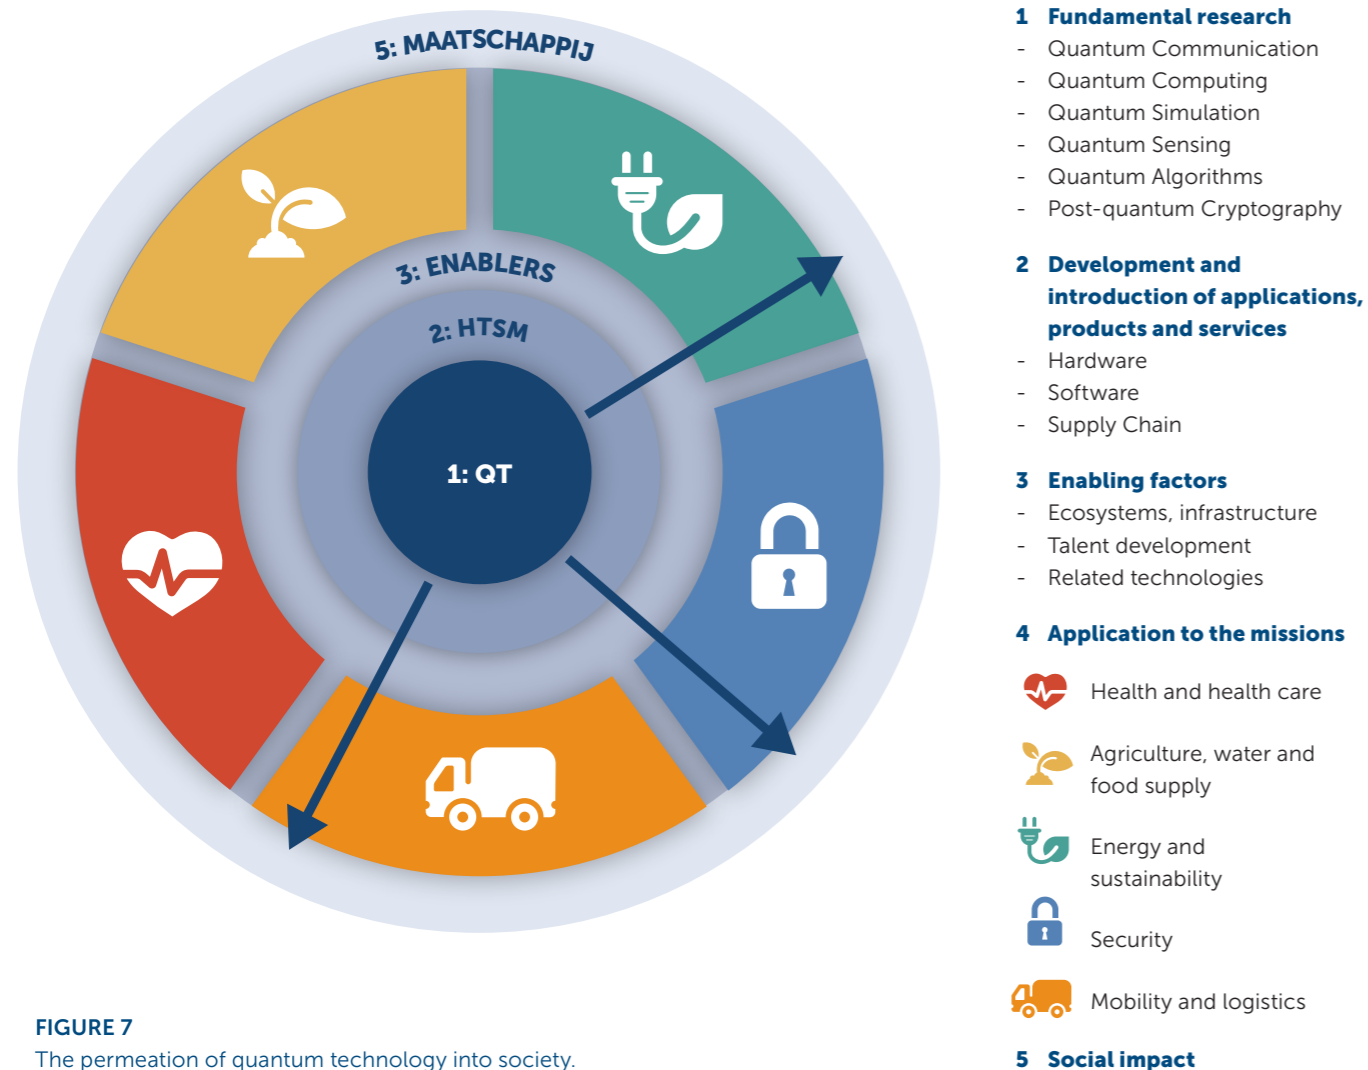 5: MAATSCHAPPIJ
3: ENABLERS
2: HTSM
1: QT
FIGURE 7
The permeation of quantum technology into society.
1 Fundamental research
- Quantum Communication
- Quantum Computing
- Quantum Simulation
- Quantum Sensing
- Quantum Algorithms
- Post-quantum Cryptography
2 Development and
introduction of applications,
products and services
- Hardware
- Software
- Supply Chain
3 Enabling factors
- Ecosystems, infrastructure
- Talent development
- Related technologies
4 Application to the missions
Health and health care
Agriculture, water and
food supply
Energy and
sustainability
Security
Mobility and logistics
5 Social impact